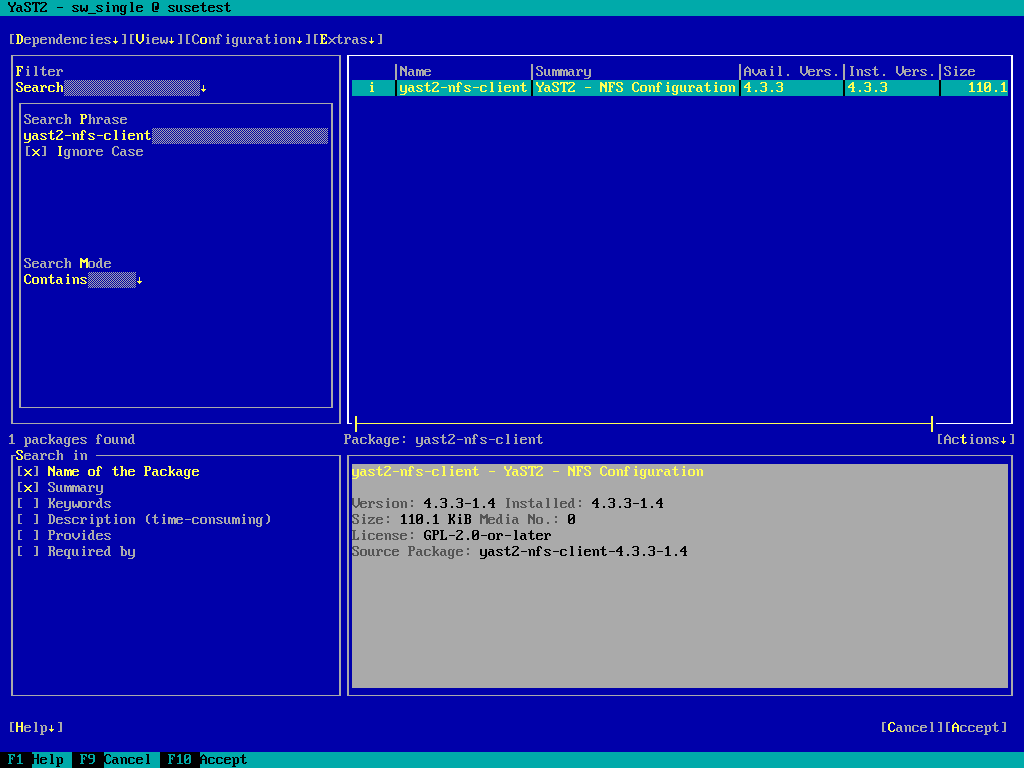 YaST2 - sw_single @ susetest
[Dependencies↓][View↓][Configuration↓][Extras↓]
Filter
Search↓
Search Phrase
yast2-nfs-client
[x] Ignore Case
Search Mode
Contains↓
|Name |Summary |Avail. Vers.|Inst. Vers.|Size
i |yast2-nfs-client|YaST2 - NFS Configuration|4.3.3 |4.3.3 | 110.1
1 packages found
Package: yast2-nfs-client [Actions↓]
Search in
[x] Name of the Package
[x] Summary
[ ] Keywords
[ ] Description (time-consuming)
[ ] Provides
[ ] Required by
yast2-nfs-client - YaST2 - NFS Configuration
Version: 4.3.3-1.4 Installed: 4.3.3-1.4
Size: 110.1 KiB Media No.: 0
License: GPL-2.0-or-later
Source Package: yast2-nfs-client-4.3.3-1.4
[Help↓] [Cancel][Accept]
F1 Help F9 Cancel F10 Accept